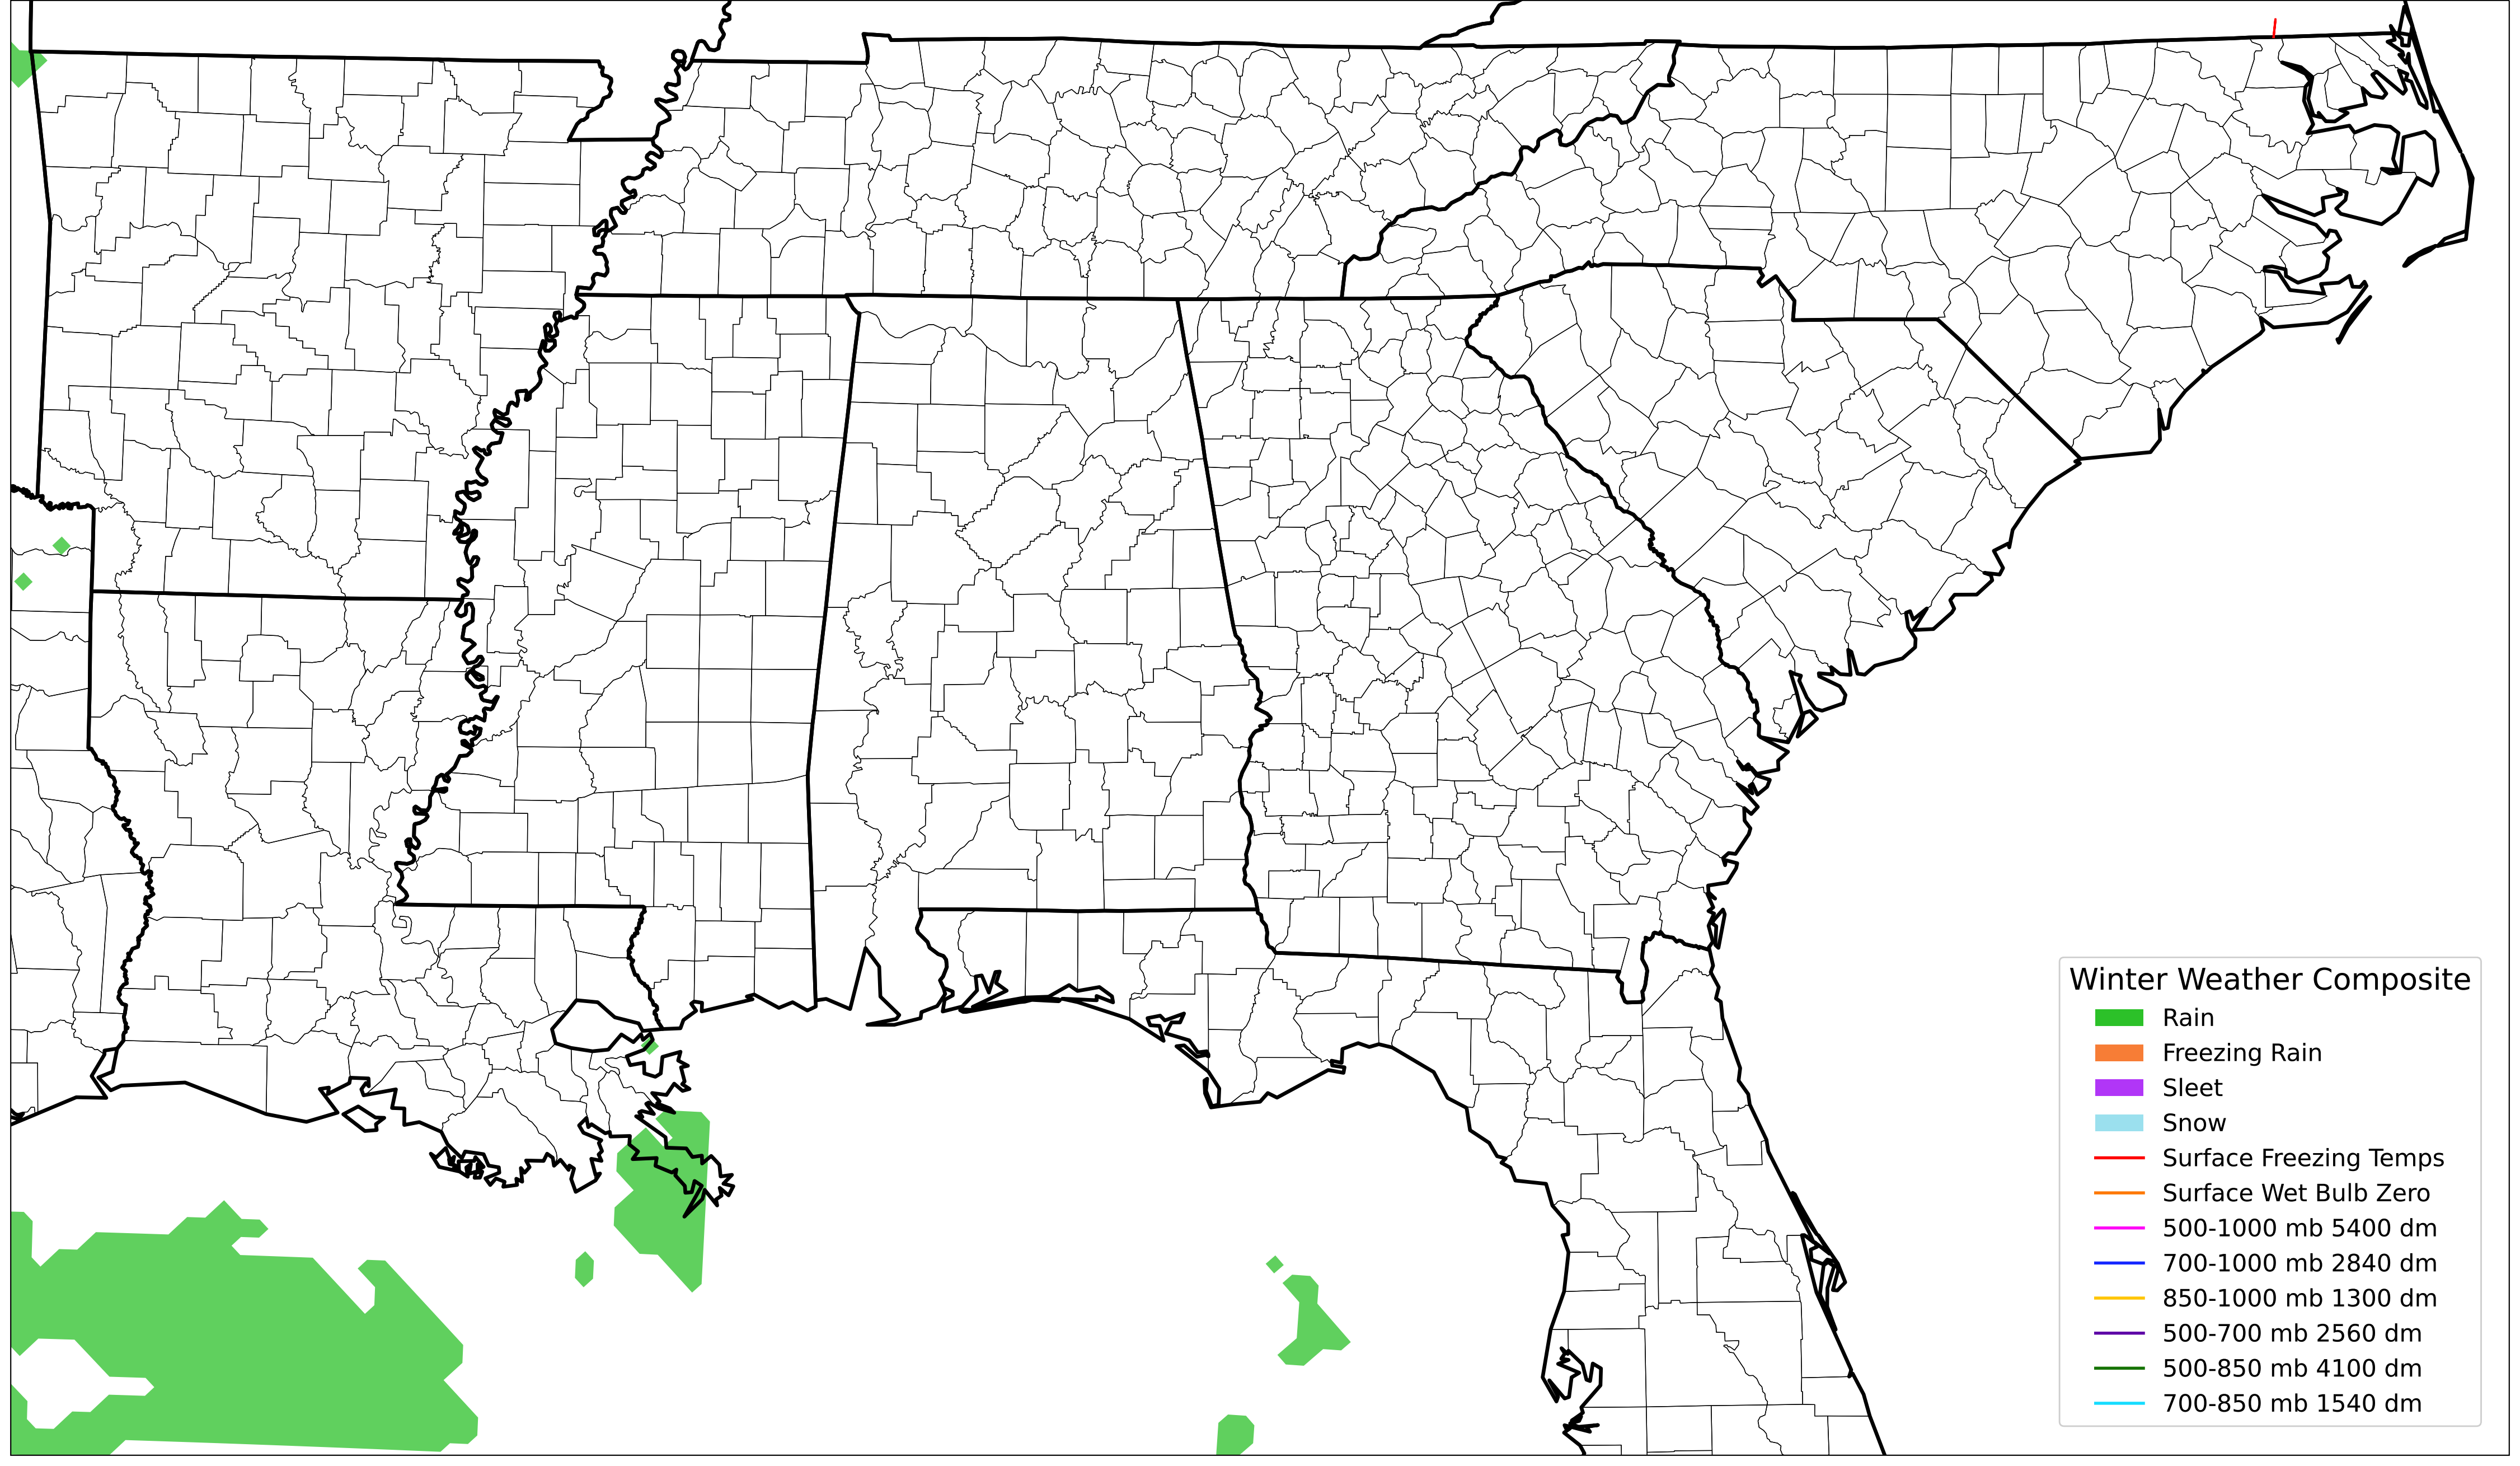 Winter Weather Composite
Rain
Freezing Rain
Sleet
Snow
Surface Freezing Temps
Surface Wet Bulb Zero
500-1000 mb 5400 dm
700-1000 mb 2840 dm
850-1000 mb 1300 dm
500-700 mb 2560 dm
500-850 mb 4100 dm
700-850 mb 1540 dm